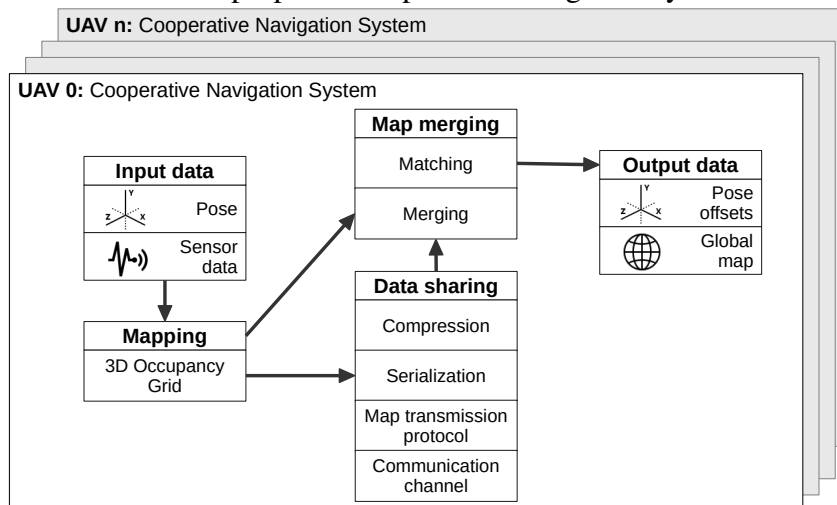 UAV n: Cooperative Navigation System
UAV 0: Cooperative Navigation System
Map merging
Matching
Merging
Input data
Y
Z
X
Pose
Sensor
data
Output data
Y
Z
X
Pose
offsets
Global
map
Mapping
3D Occupancy
Grid
Data sharing
Compression
Serialization
Map transmission
protocol
Communication
channel